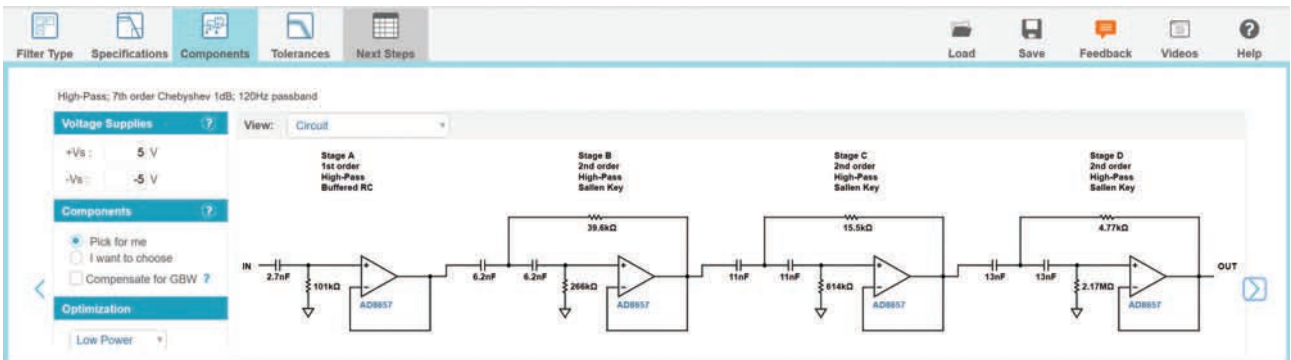 Filter Type Specifications Components Tolerances Next Steps Load Save Feedback Videos Help
High-Pass; 7th order Chebyshev 1dB; 120Hz passband
Voltage Supplies ?
+Vs : 5 V
-Vs : -5 V
Components ?
Pick for me
I want to choose
Compensate for GBW ?
Optimization
Low Power
View: Circuit
Stage A
1st order
High-Pass
Buffered RC
Stage B
2nd order
High-Pass
Sallen Key
Stage C
2nd order
High-Pass
Sallen Key
Stage D
2nd order
High-Pass
Sallen Key
39.6kΩ
15.5kΩ
4.77kΩ
IN
2.7nF
101kΩ
AD8657
6.2nF
6.2nF
266kΩ
AD8657
11nF
11nF
614kΩ
AD8657
13nF
13nF
2.17MΩ
AD8657
OUT